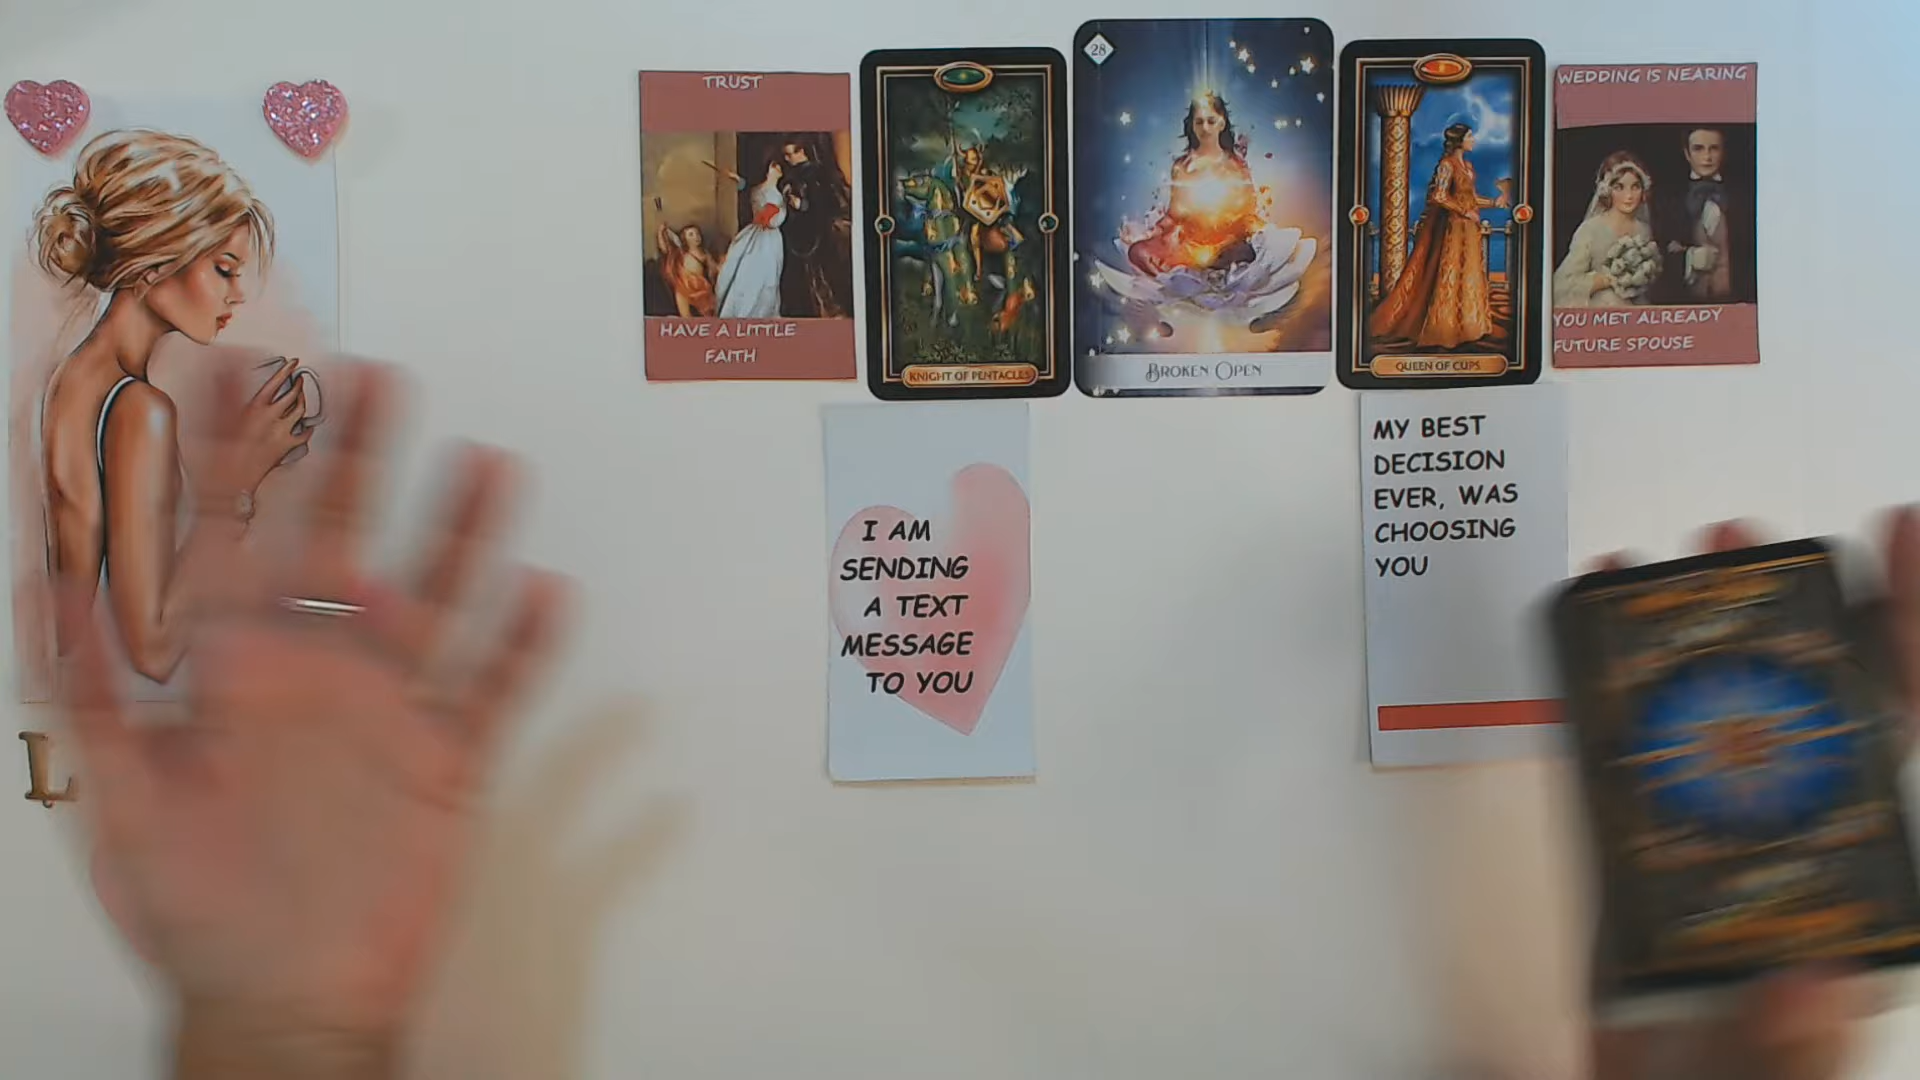 TRUST
HAVE A LITTLE
FAITH
KNIGHT OF PENTACLES
28
BROKEN OPEN
QUEEN OF CUPS
WEDDING IS NEARING
YOU MET ALREADY
FUTURE SPOUSE
I AM
SENDING
A TEXT
MESSAGE
TO YOU
MY BEST
DECISION
EVER, WAS
CHOOSING
YOU
L